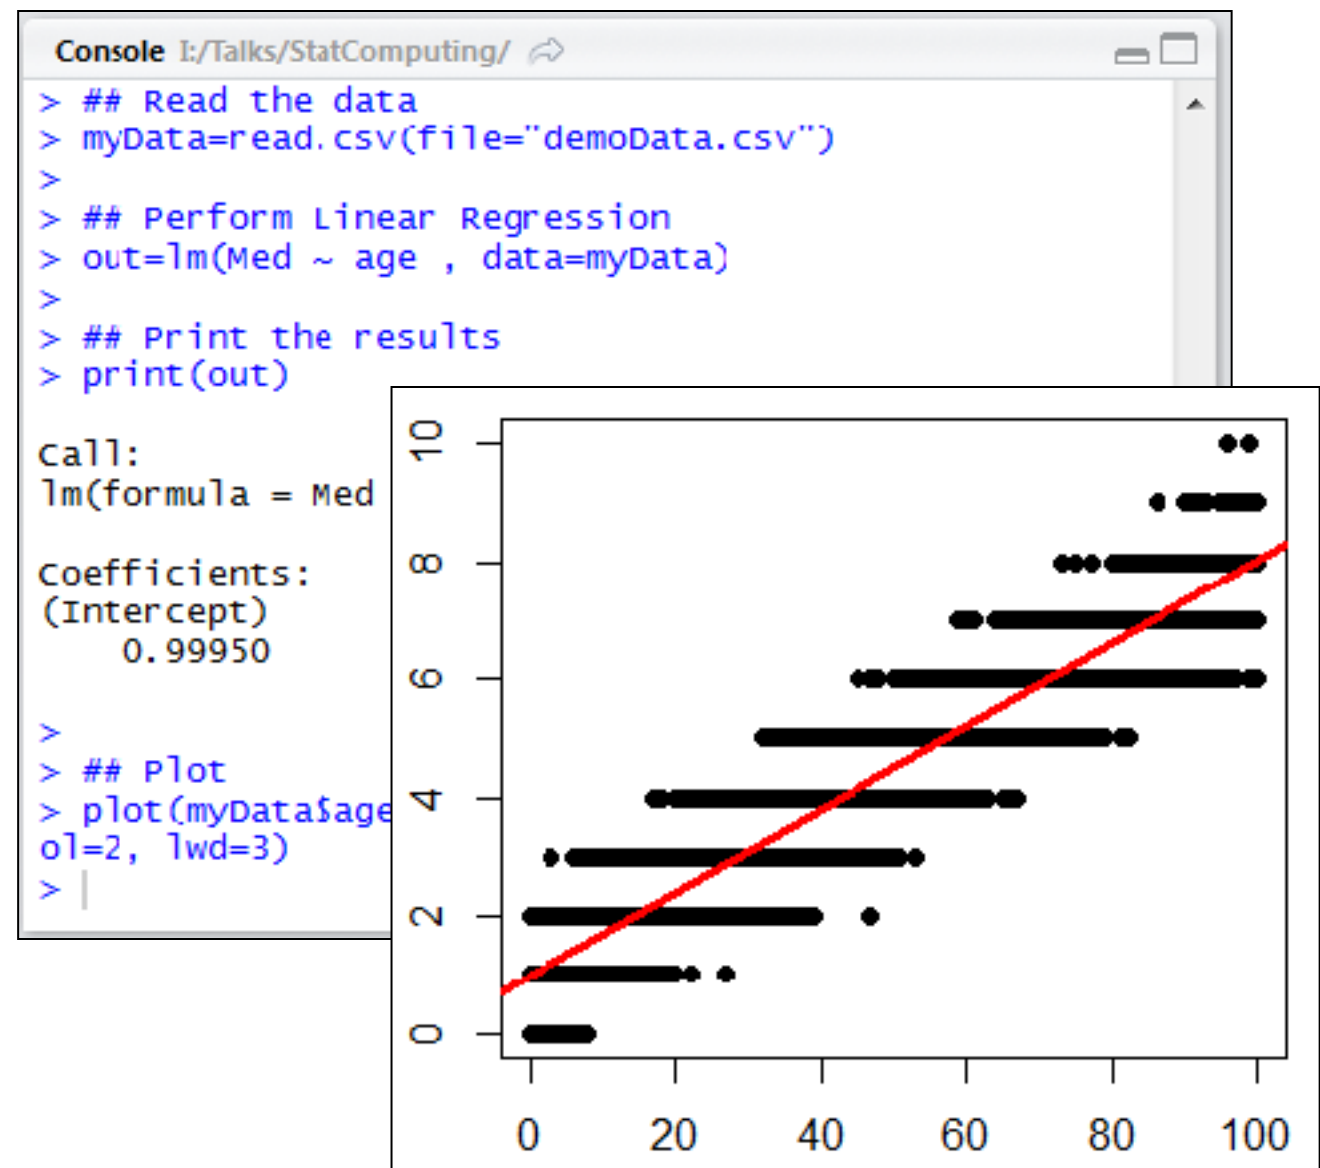 Console I:/Talks/StatComputing/
> ## Read the data
> myData=read.csv(file="demoData.csv")
>
> ## Perform Linear Regression
> out=lm(Med ~ age , data=myData)
>
> ## Print the results
> print(out)
Call:
lm(formula = Med
Coefficients:
(Intercept)
0.99950
>
> ## Plot
> plot(myData$age
ol=2, lwd=3)
>
10
8
6
4
2
0
0 20 40 60 80 100